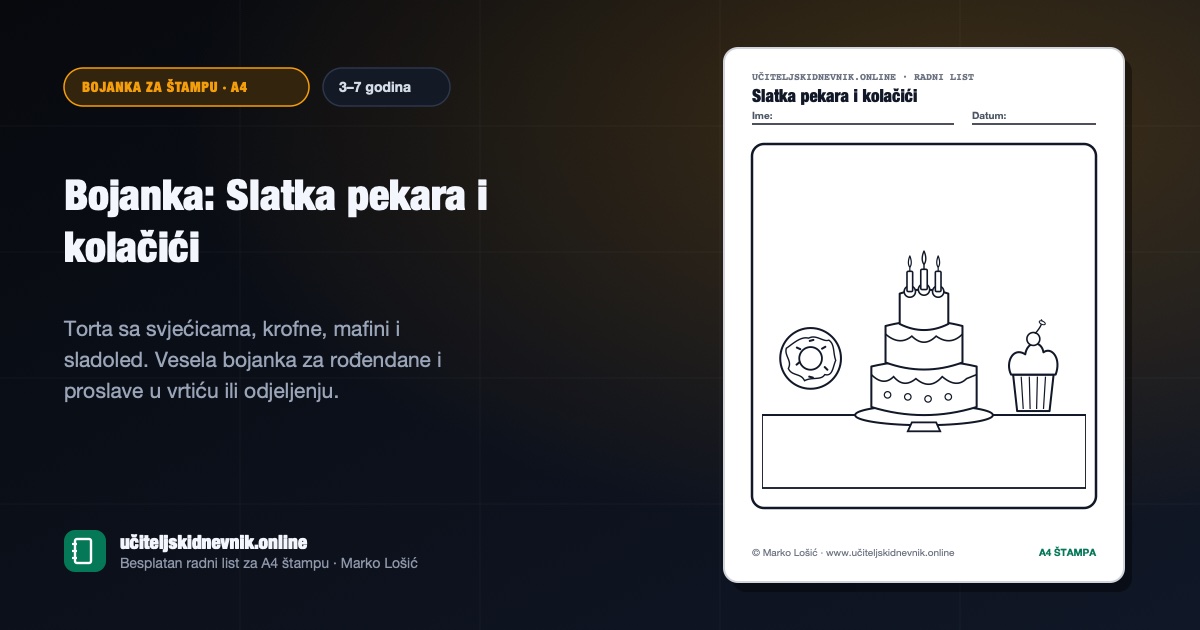 BOJANKA ZA ŠTAMPU · A4
3–7 godina
Bojanka: Slatka pekara i
kolačići
Torta sa svjećicama, krofne, mafini i
sladoled. Vesela bojanka za rođendane i
proslave u vrtiću ili odjeljenju.
učiteljskidnevnik.online
Besplatan radni list za A4 štampu · Marko Lošić
UČITELJSKIDNEVNIK.ONLINE · RADNI LIST
Slatka pekara i kolačići
Ime:
Datum:
© Marko Lošić · www.učiteljskidnevnik.online
A4 ŠTAMPA